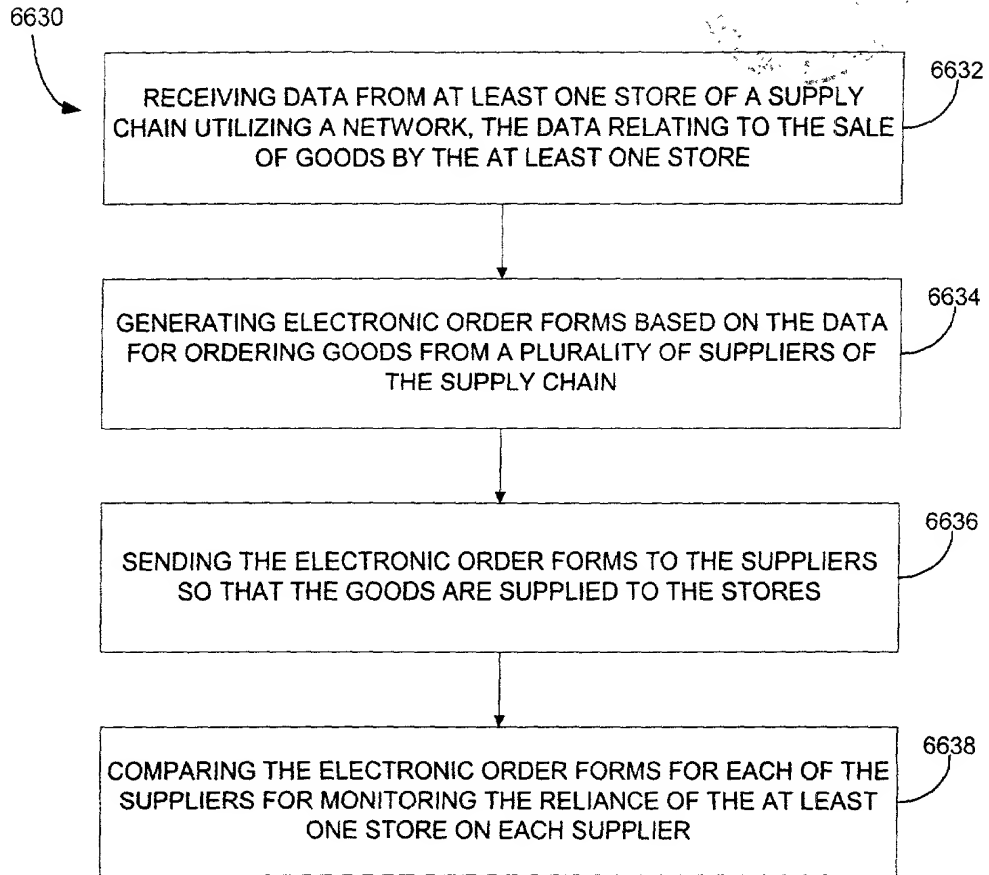 6630
RECEIVING DATA FROM AT LEAST ONE STORE OF A SUPPLY
CHAIN UTILIZING A NETWORK, THE DATA RELATING TO THE SALE
OF GOODS BY THE AT LEAST ONE STORE
6632
GENERATING ELECTRONIC ORDER FORMS BASED ON THE DATA
FOR ORDERING GOODS FROM A PLURALITY OF SUPPLIERS OF
THE SUPPLY CHAIN
6634
SENDING THE ELECTRONIC ORDER FORMS TO THE SUPPLIERS
SO THAT THE GOODS ARE SUPPLIED TO THE STORES
6636
COMPARING THE ELECTRONIC ORDER FORMS FOR EACH OF THE
SUPPLIERS FOR MONITORING THE RELIANCE OF THE AT LEAST
ONE STORE ON EACH SUPPLIER
6638